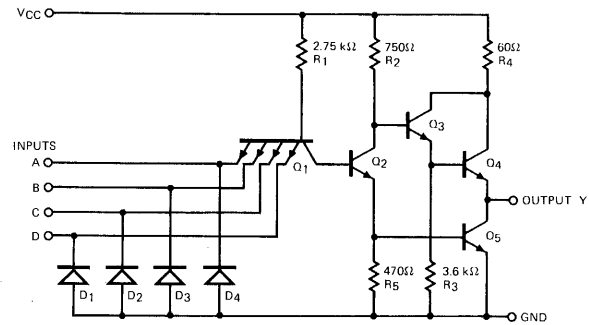 VCC
2.75 kΩ
R1
750Ω
R2
60Ω
R4
Q3
INPUTS
A
Q1
Q2
Q4
B
OUTPUT Y
C
D
Q5
D1
D2
D3
D4
470Ω
R5
3.6 kΩ
R3
GND